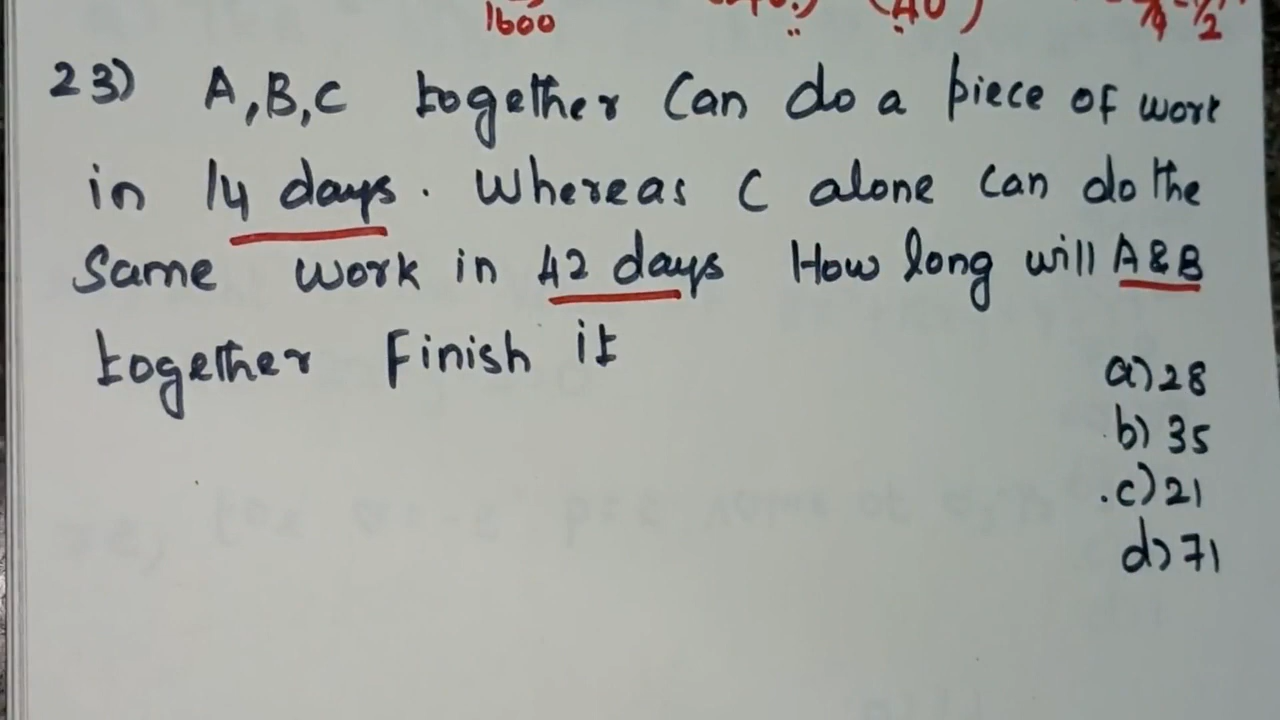 1600
23) A,B,C together Can do a piece of work
in 14 days. Whereas C alone can do the
Same work in 42 days How long will A & B
together Finish it
a) 28
b) 35
c) 21
d) 71